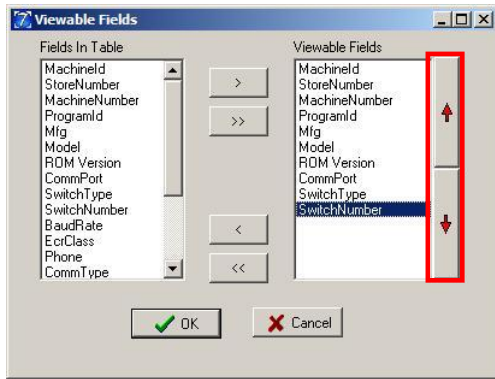 Viewable Fields
Fields In Table
MachineId
StoreNumber
MachineNumber
ProgramId
Mfg
Model
ROM Version
CommPort
SwitchType
SwitchNumber
BaudRate
EcrClass
Phone
CommType
>
>>
<
<<
Viewable Fields
MachineId
StoreNumber
MachineNumber
ProgramId
Mfg
Model
ROM Version
CommPort
SwitchType
SwitchNumber
OK
Cancel